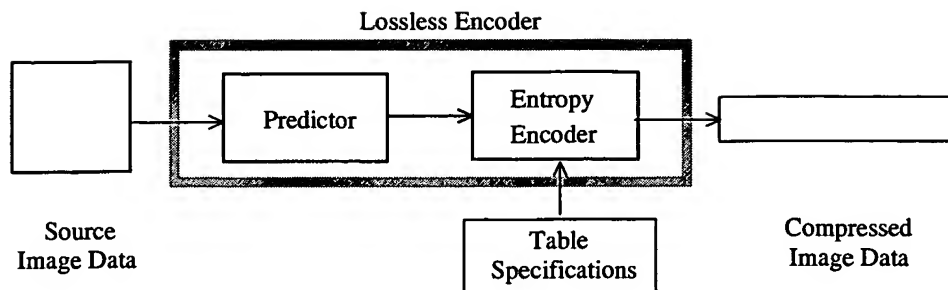 Lossless Encoder
Predictor
Entropy
Encoder
Source
Image Data
Table
Specifications
Compressed
Image Data